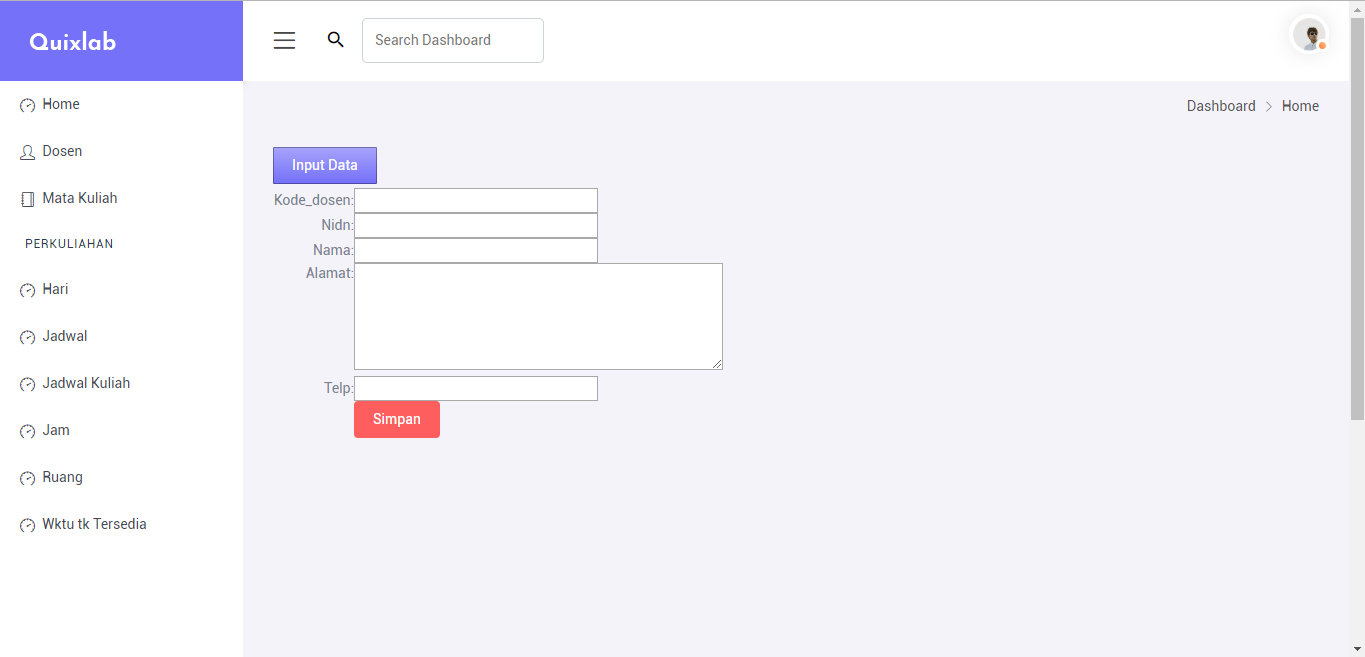 Quixlab
Search Dashboard
Home
Dosen
Mata Kuliah
PERKULIAHAN
Hari
Jadwal
Jadwal Kuliah
Jam
Ruang
Wktu tk Tersedia
Dashboard > Home
Input Data
Kode_dosen:
Nidn:
Nama:
Alamat:
Telp:
Simpan